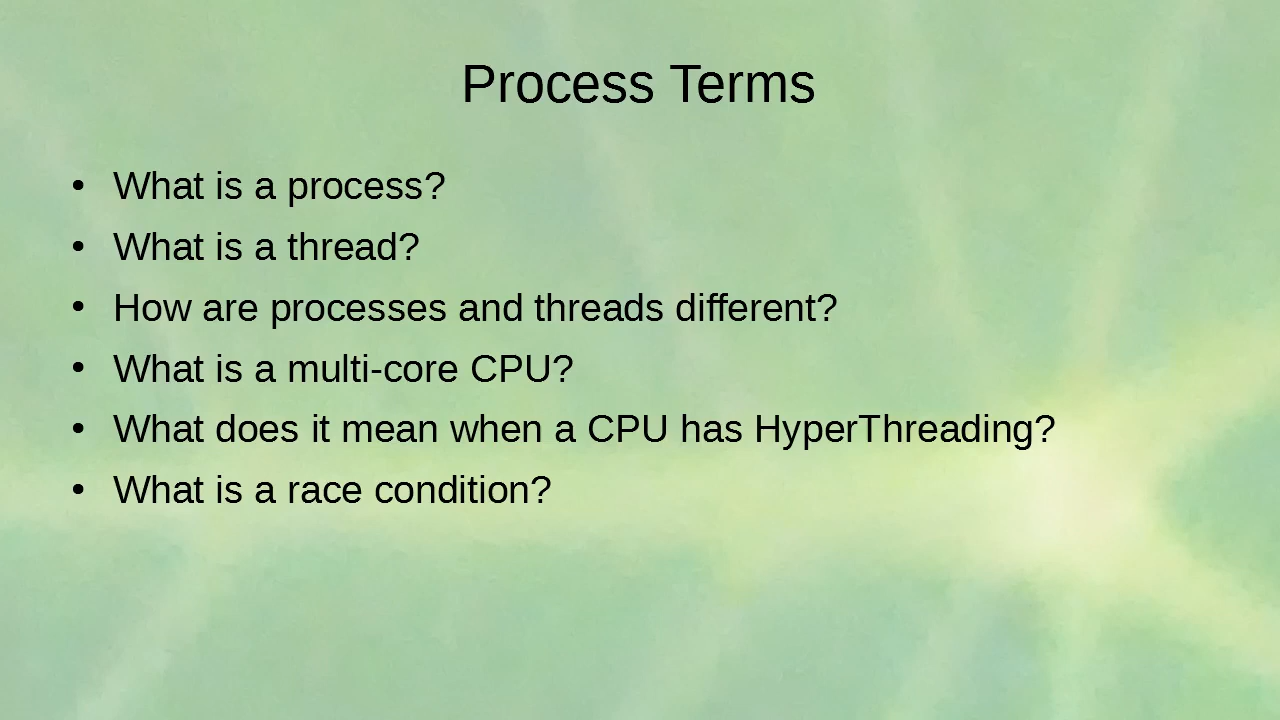 Process Terms
• What is a process?
• What is a thread?
• How are processes and threads different?
• What is a multi-core CPU?
• What does it mean when a CPU has HyperThreading?
• What is a race condition?